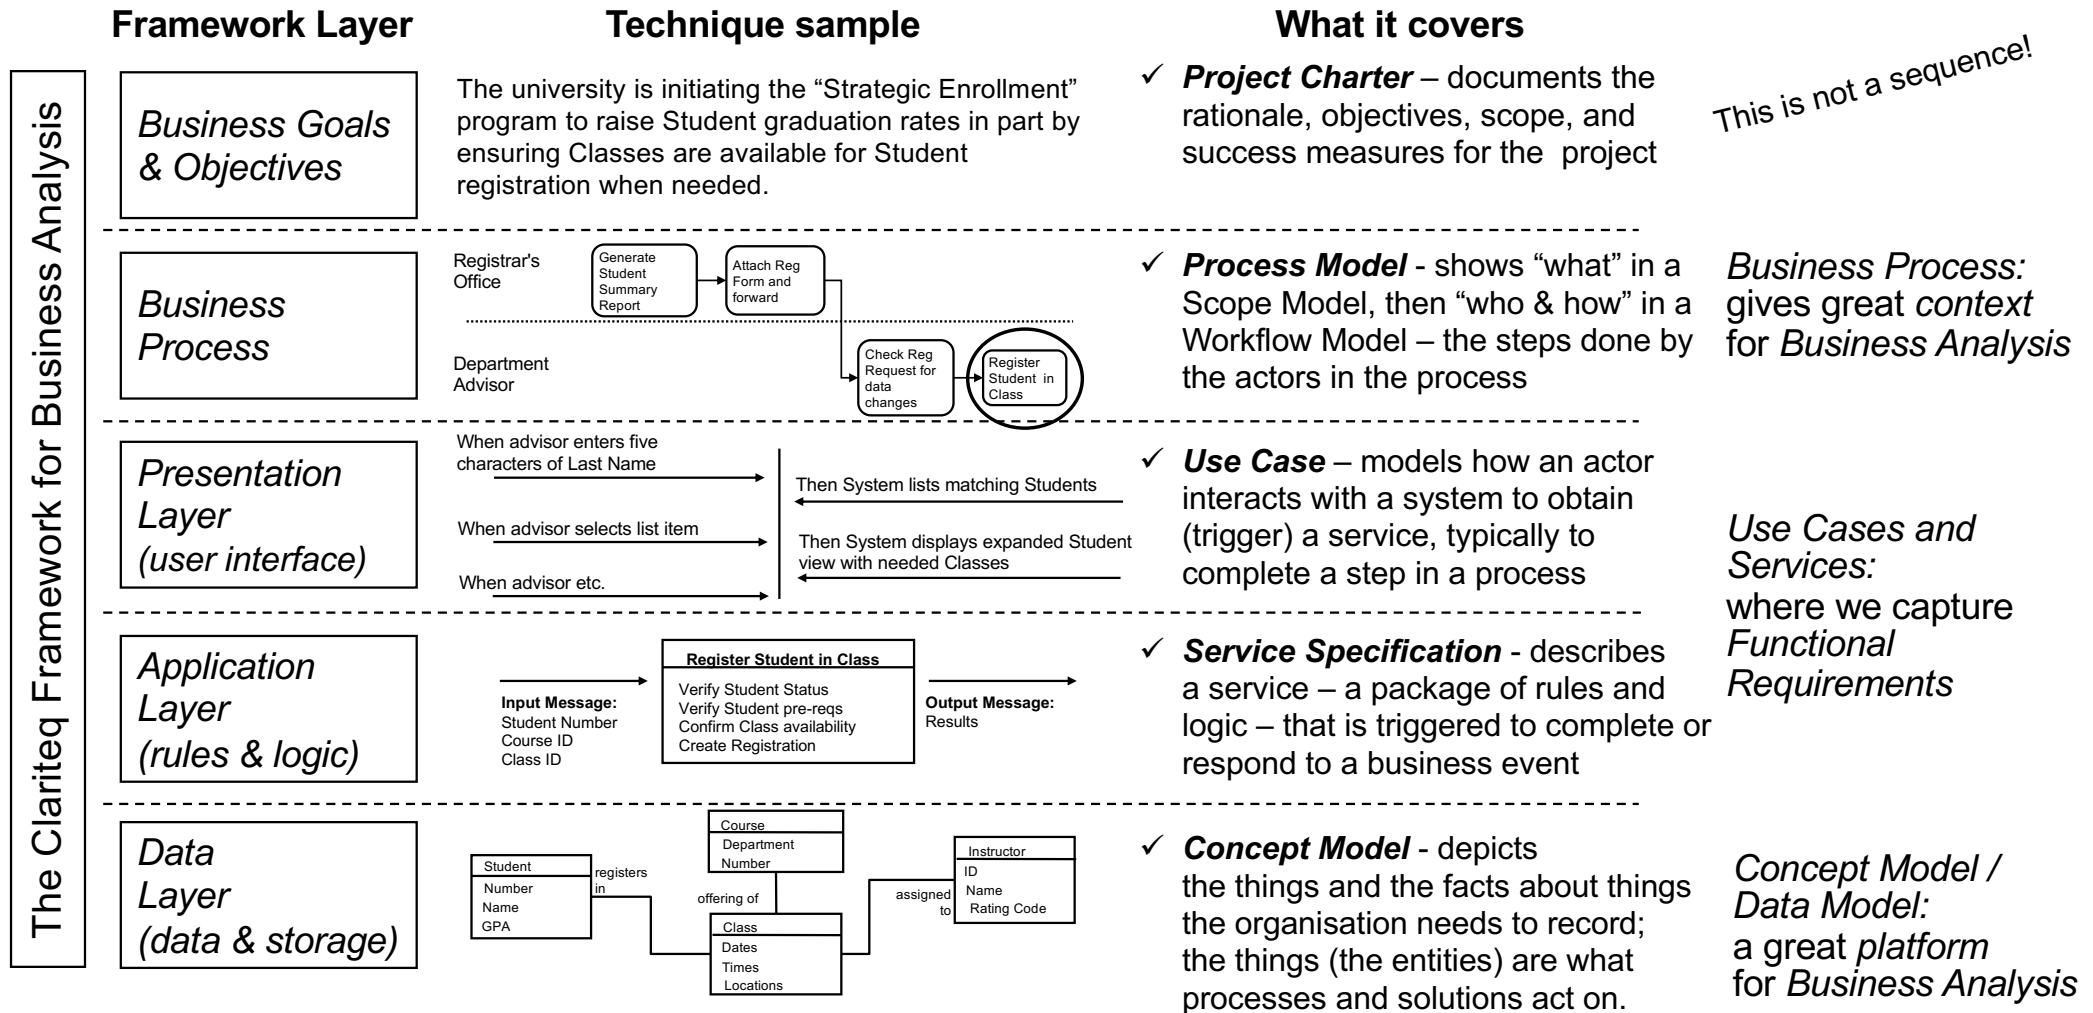 Framework Layer
Technique sample
What it covers
This is not a sequence!
The Clariteq Framework for Business Analysis
Business Goals
& Objectives
The university is initiating the “Strategic Enrollment”
program to raise Student graduation rates in part by
ensuring Classes are available for Student
registration when needed.
✓ Project Charter – documents the
rationale, objectives, scope, and
success measures for the project
Business
Process
Registrar's
Office
Generate
Student
Summary
Report
Attach Reg
Form and
forward
Department
Advisor
Check Reg
Request for
data
changes
Register
Student in
Class
✓ Process Model - shows “what” in a
Scope Model, then “who & how” in a
Workflow Model – the steps done by
the actors in the process
Business Process:
gives great context
for Business Analysis
Presentation
Layer
(user interface)
When advisor enters five
characters of Last Name
Then System lists matching Students
When advisor selects list item
Then System displays expanded Student
view with needed Classes
When advisor etc.
✓ Use Case – models how an actor
interacts with a system to obtain
(trigger) a service, typically to
complete a step in a process
Use Cases and
Services:
where we capture
Functional
Requirements
Application
Layer
(rules & logic)
Input Message:
Student Number
Course ID
Class ID
Register Student in Class
Verify Student Status
Verify Student pre-reqs
Confirm Class availability
Create Registration
Output Message:
Results
✓ Service Specification - describes
a service – a package of rules and
logic – that is triggered to complete or
respond to a business event
Data
Layer
(data & storage)
Student
Number
Name
GPA
registers
in
Course
Department
Number
offering of
Class
Dates
Times
Locations
assigned
to
Instructor
ID
Name
Rating Code
✓ Concept Model - depicts
the things and the facts about things
the organisation needs to record;
the things (the entities) are what
processes and solutions act on.
Concept Model /
Data Model:
a great platform
for Business Analysis